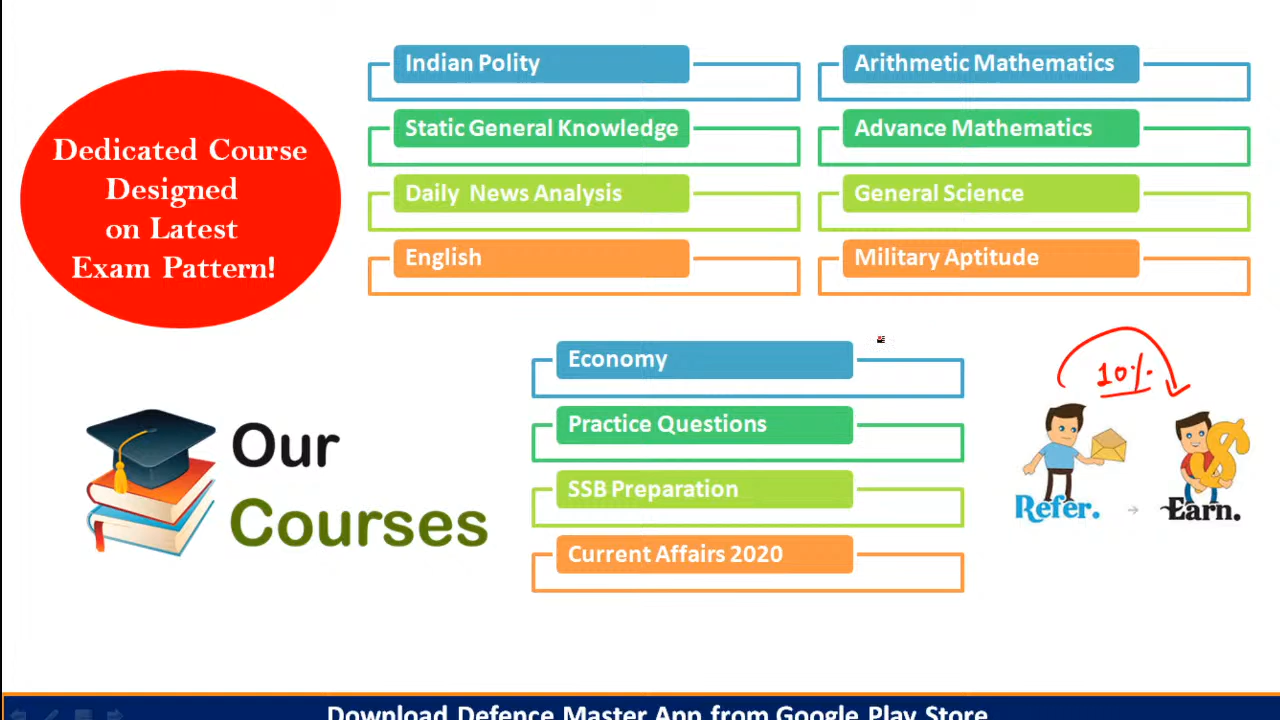 Dedicated Course
Designed
on Latest
Exam Pattern!
Indian Polity
Static General Knowledge
Daily News Analysis
English
Arithmetic Mathematics
Advance Mathematics
General Science
Military Aptitude
Our
Courses
Economy
Practice Questions
SSB Preparation
Current Affairs 2020
10%
Refer.
Earn.
Download Defence Master App from Google Play Store